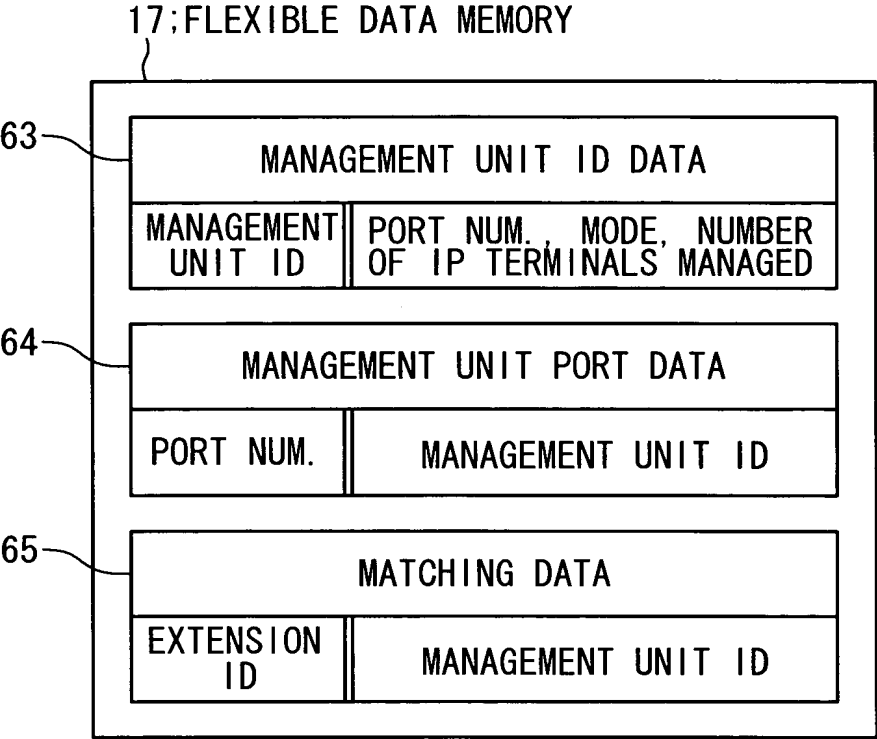 17;FLEXIBLE DATA MEMORY
63
MANAGEMENT UNIT ID DATA
MANAGEMENT
UNIT ID
PORT NUM., MODE, NUMBER
OF IP TERMINALS MANAGED
64
MANAGEMENT UNIT PORT DATA
PORT NUM.
MANAGEMENT UNIT ID
65
MATCHING DATA
EXTENSION
ID
MANAGEMENT UNIT ID